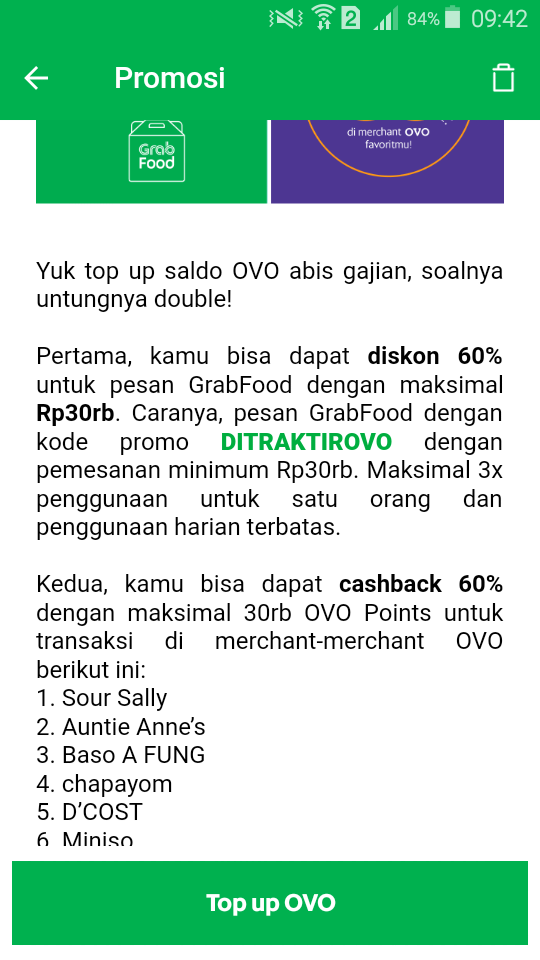 2 84% 09:42
Promosi
Grab
Food
di merchant OVO
favoritmu!
Yuk top up saldo OVO abis gajian, soalnya
untungnya double!
Pertama, kamu bisa dapat diskon 60%
untuk pesan GrabFood dengan maksimal
Rp30rb. Caranya, pesan GrabFood dengan
kode promo DITRAKTIROVO dengan
pemesanan minimum Rp30rb. Maksimal 3x
penggunaan untuk satu orang dan
penggunaan harian terbatas.
Kedua, kamu bisa dapat cashback 60%
dengan maksimal 30rb OVO Points untuk
transaksi di merchant-merchant OVO
berikut ini:
1. Sour Sally
2. Auntie Anne’s
3. Baso A FUNG
4. chapayom
5. D’COST
6. Miniso
Top up OVO